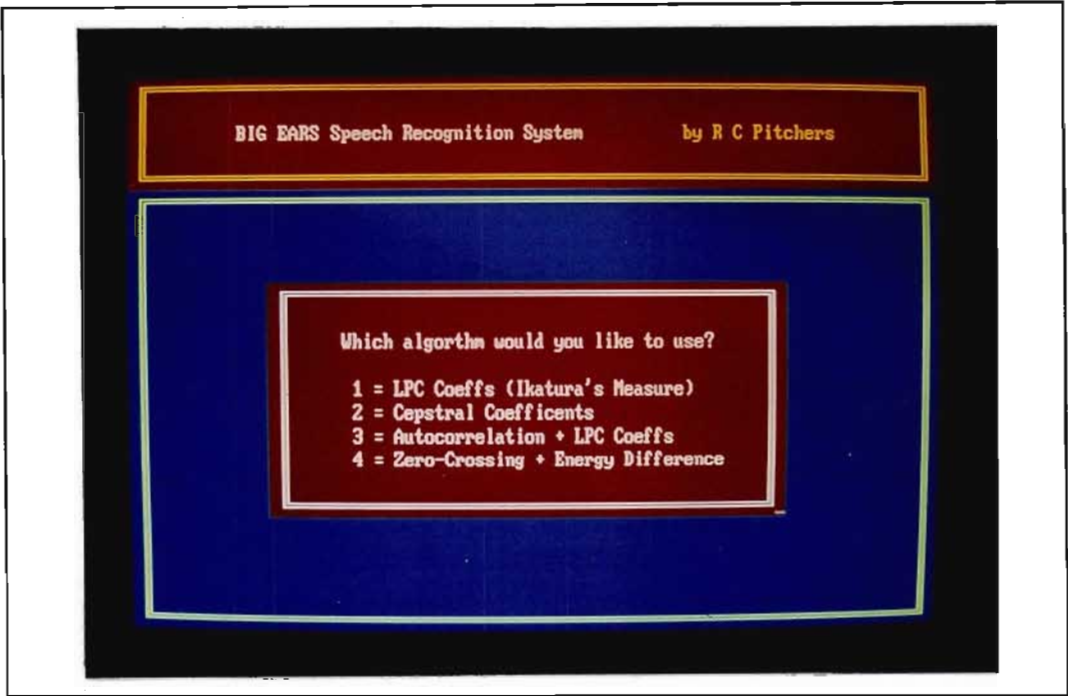 BIG EARS Speech Recognition System by R C Pitchers
Which algorthm would you like to use?
1 = LPC Coeffs (Ikatura's Measure)
2 = Cepstral Coefficents
3 = Autocorrelation + LPC Coeffs
4 = Zero-Crossing + Energy Difference